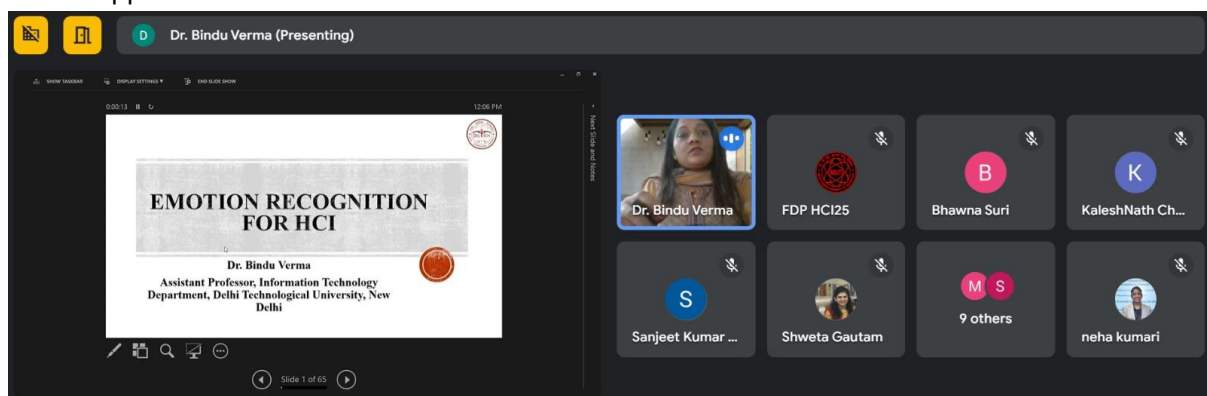 D Dr. Bindu Verma (Presenting)
SHOW TASKBAR DISPLAY SETTINGS ▼ END SLIDE SHOW
0:00:13 12:06 PM
Next Slide and Notes
EMOTION RECOGNITION
FOR HCI
Dr. Bindu Verma
Assistant Professor, Information Technology
Department, Delhi Technological University, New
Delhi
Slide 1 of 65
Dr. Bindu Verma
FDP HCI25
B
Bhawna Suri
K
KaleshNath Ch...
S
Sanjeet Kumar ...
Shweta Gautam
M S
9 others
neha kumari